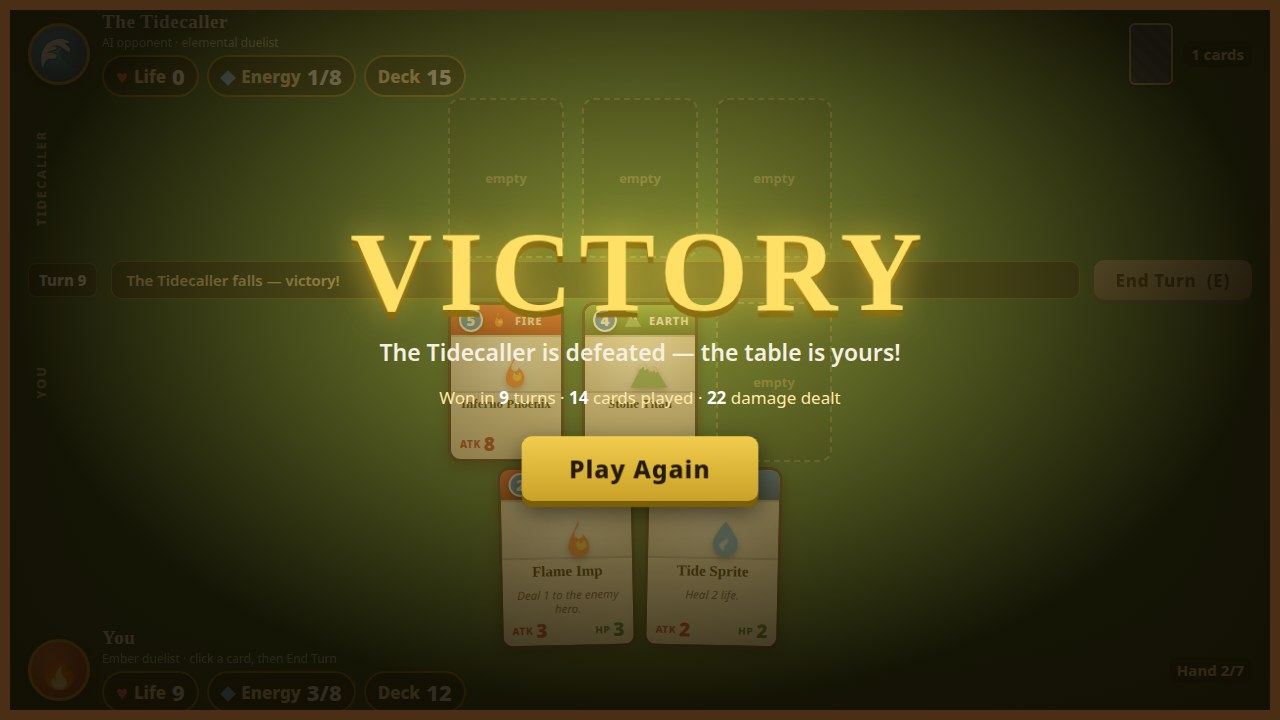 The Tidecaller
AI opponent · elemental duelist
♥ Life 0
◆ Energy 1/8
Deck 15
1 cards
TIDECALLER
empty
empty
empty
VICTORY
Turn 9
The Tidecaller falls — victory!
End Turn (E)
5 FIRE
4 EARTH
The Tidecaller is defeated — the table is yours!
YOU
empty
Won in 9 turns · 14 cards played · 22 damage dealt
Inferno Phoenix
Stone Titan
ATK 8
Play Again
2
Flame Imp
Deal 1 to the enemy
hero.
ATK 3
HP 3
Tide Sprite
Heal 2 life.
ATK 2
HP 2
You
Ember duelist · click a card, then End Turn
♥ Life 9
◆ Energy 3/8
Deck 12
Hand 2/7